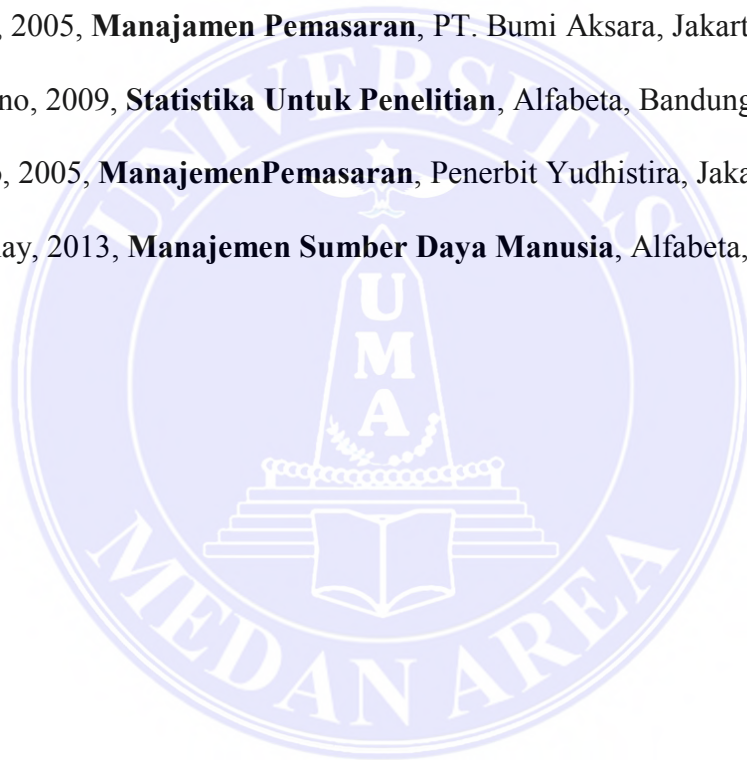 , 2005, Manajamen Pemasaran, PT. Bumi Aksara, Jakart
no, 2009, Statistika Untuk Penelitian, Alfabeta, Bandung
, 2005, ManajemenPemasaran, Penerbit Yudhistira, Jaka
ay, 2013, Manajemen Sumber Daya Manusia, Alfabeta,
UNIVERSITAS
U
M
A
MEDAN AREA